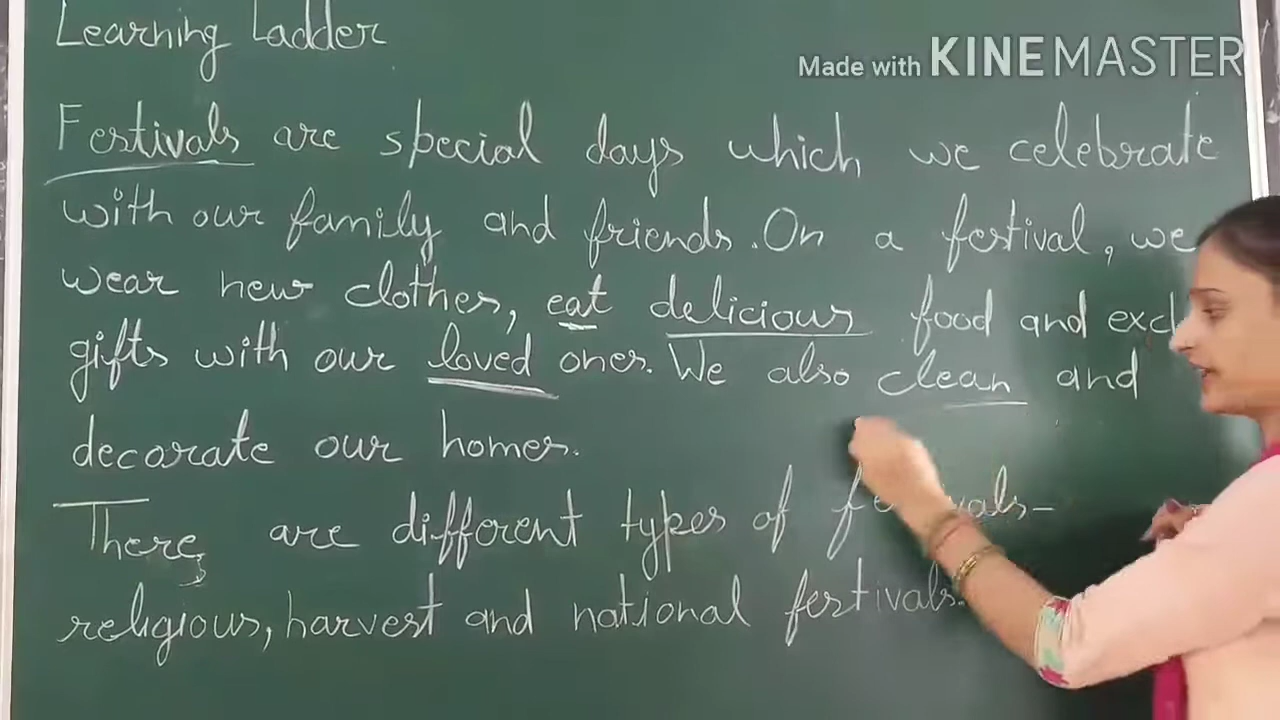 Learning Ladder
Made with KINEMASTER
Festivals are special days which we celebrate
with our family and friends. On a festival, we
wear new clothes, eat delicious food and
gifts with our loved ones. We also clean and
decorate our homes.
There are different types of
religious, harvest and national festivals.